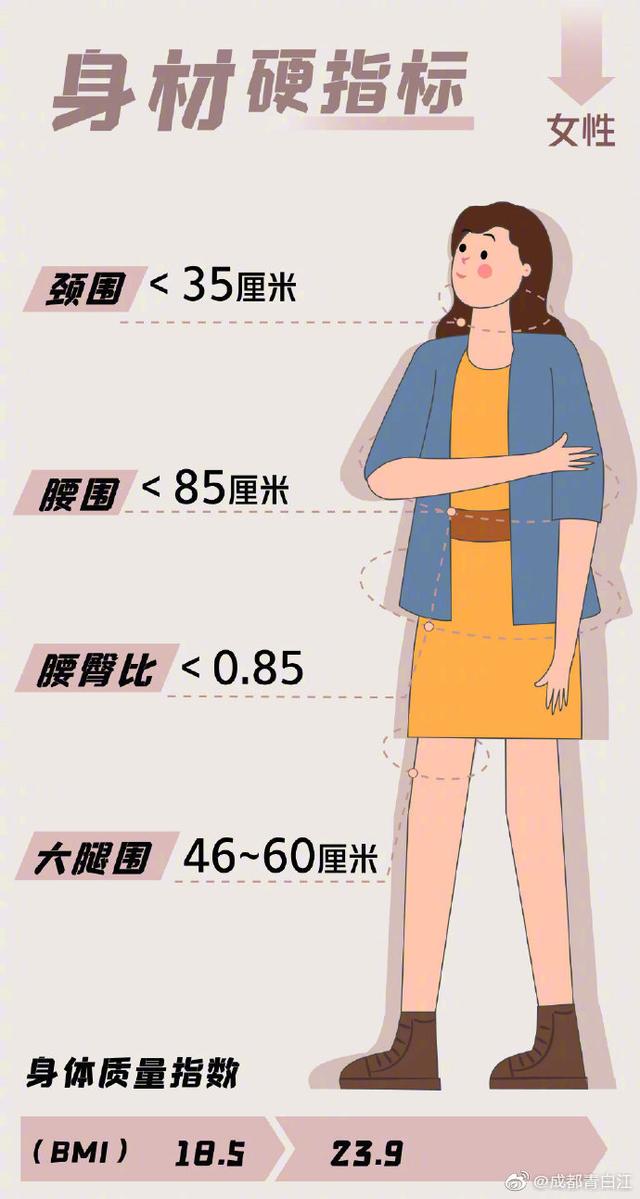 身材硬指标
女性
颈围 < 35厘米
腰围 < 85厘米
腰臀比 < 0.85
大腿围 46~60厘米
身体质量指数
（BMI） 18.5 23.9
@成都青白江